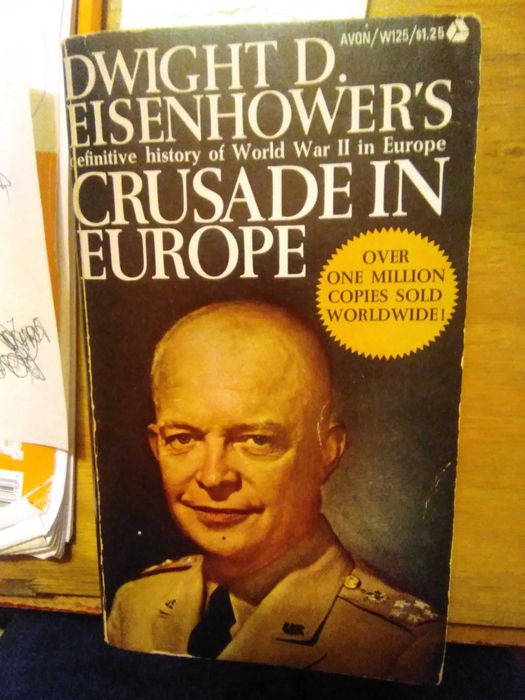 AVON/W125/$1.25
DWIGHT D.
EISENHOWER'S
definitive history of World War II in Europe
CRUSADE IN
EUROPE
OVER
ONE MILLION
COPIES SOLD
WORLDWIDE!